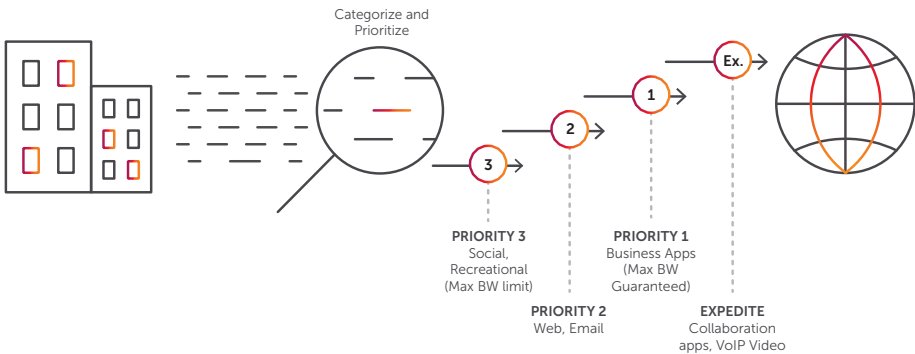 Categorize and
Prioritize
Ex.
1
2
3
PRIORITY 3
Social,
Recreational
(Max BW limit)
PRIORITY 2
Web, Email
PRIORITY 1
Business Apps
(Max BW
Guaranteed)
EXPEDITE
Collaboration
apps, VoIP Video